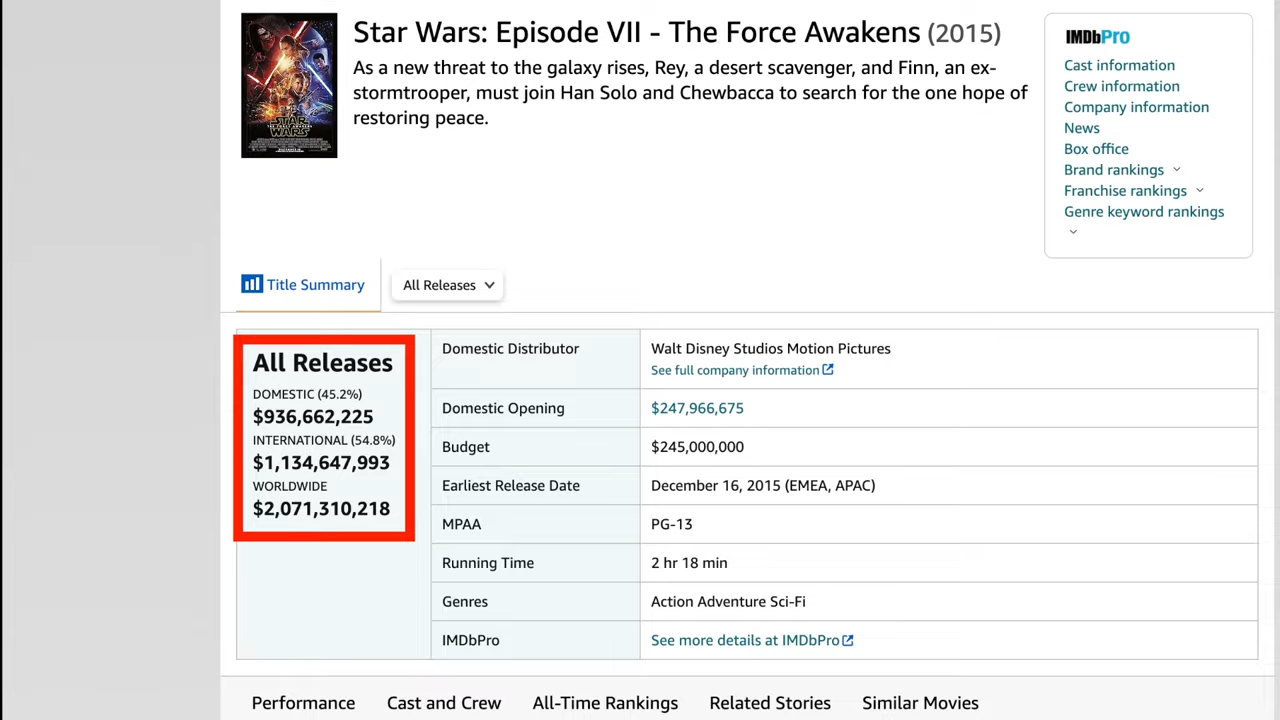 Star Wars: Episode VII - The Force Awakens (2015)
As a new threat to the galaxy rises, Rey, a desert scavenger, and Finn, an ex-
stormtrooper, must join Han Solo and Chewbacca to search for the one hope of
restoring peace.
STAR WARS
THE FORCE AWAKENS
IMDbPro
Cast information
Crew information
Company information
News
Box office
Brand rankings
Franchise rankings
Genre keyword rankings
Title Summary
All Releases
All Releases
DOMESTIC (45.2%)
$936,662,225
INTERNATIONAL (54.8%)
$1,134,647,993
WORLDWIDE
$2,071,310,218
Domestic Distributor
Walt Disney Studios Motion Pictures
See full company information
Domestic Opening
$247,966,675
Budget
$245,000,000
Earliest Release Date
December 16, 2015 (EMEA, APAC)
MPAA
PG-13
Running Time
2 hr 18 min
Genres
Action Adventure Sci-Fi
IMDbPro
See more details at IMDbPro
Performance
Cast and Crew
All-Time Rankings
Related Stories
Similar Movies